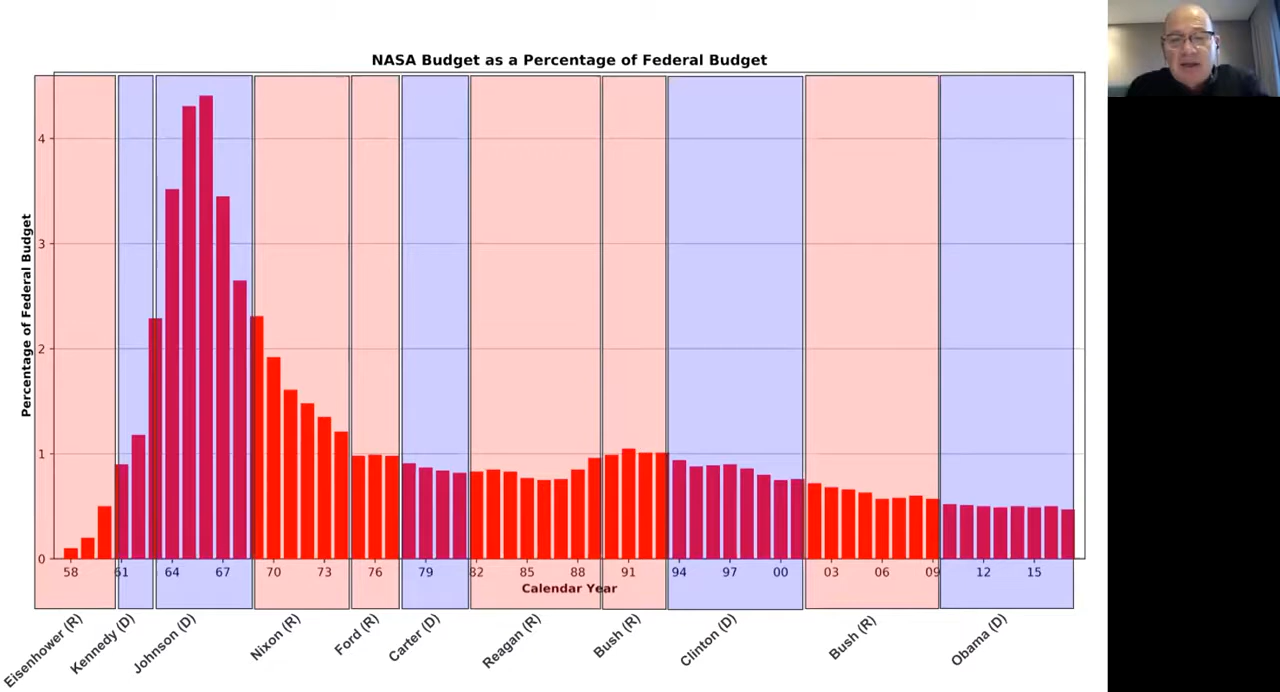 NASA Budget as a Percentage of Federal Budget
Percentage of Federal Budget
4
3
2
1
0
58 61 64 67 70 73 76 79 82 85 88 91 94 97 00 03 06 09 12 15
Calendar Year
Eisenhower (R)
Kennedy (D)
Johnson (D)
Nixon (R)
Ford (R)
Carter (D)
Reagan (R)
Bush (R)
Clinton (D)
Bush (R)
Obama (D)